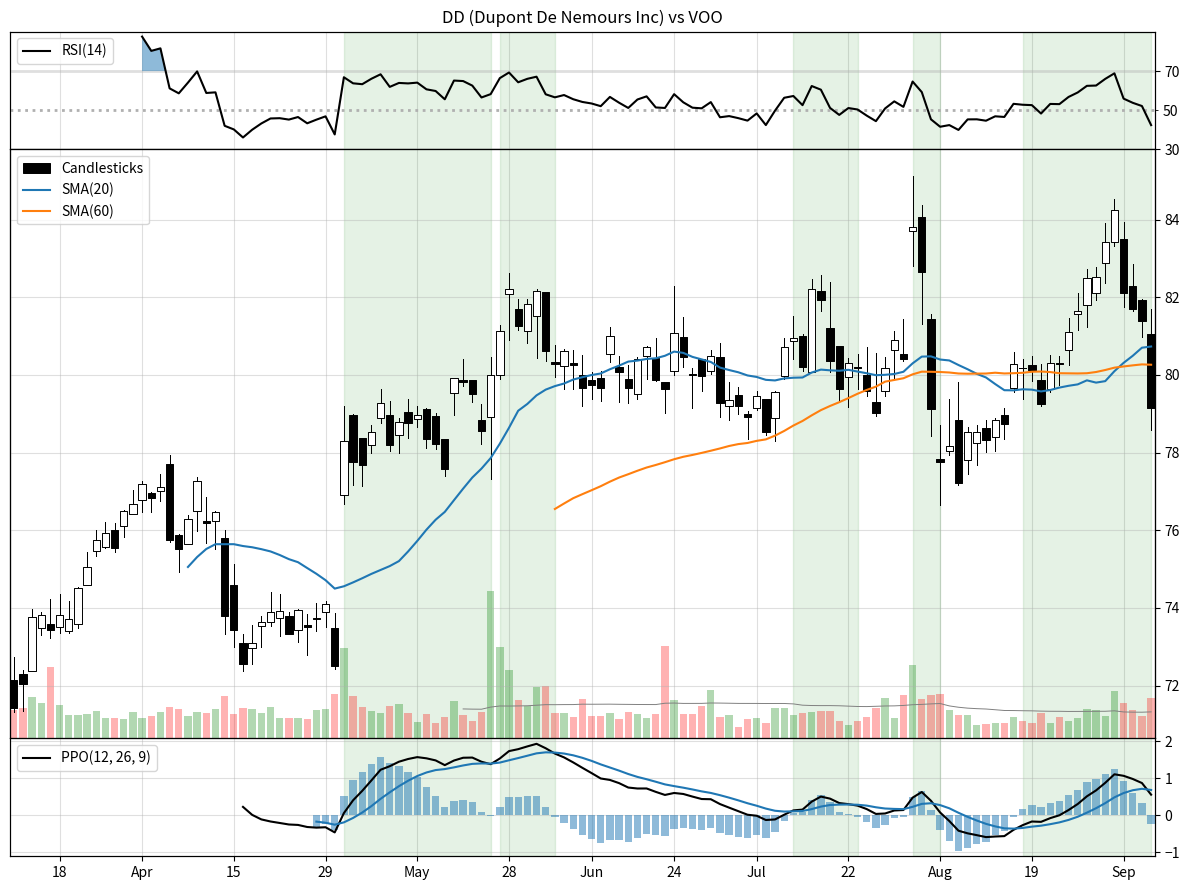 DD (Dupont De Nemours Inc) vs VOO
RSI(14)
70
50
30
Candlesticks
SMA(20)
SMA(60)
84
82
80
78
76
74
72
PPO(12, 26, 9)
2
1
0
−1
18 Apr 15 29 May 28 Jun 24 Jul 22 Aug 19 Sep